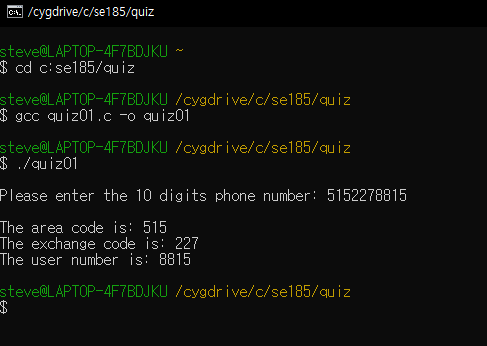 /cygdrive/c/se185/quiz
steve@LAPTOP-4F7BDJKU ~
$ cd c:se185/quiz
steve@LAPTOP-4F7BDJKU /cygdrive/c/se185/quiz
$ gcc quiz01.c -o quiz01
steve@LAPTOP-4F7BDJKU /cygdrive/c/se185/quiz
$ ./quiz01
Please enter the 10 digits phone number: 5152278815
The area code is: 515
The exchange code is: 227
The user number is: 8815
steve@LAPTOP-4F7BDJKU /cygdrive/c/se185/quiz
$